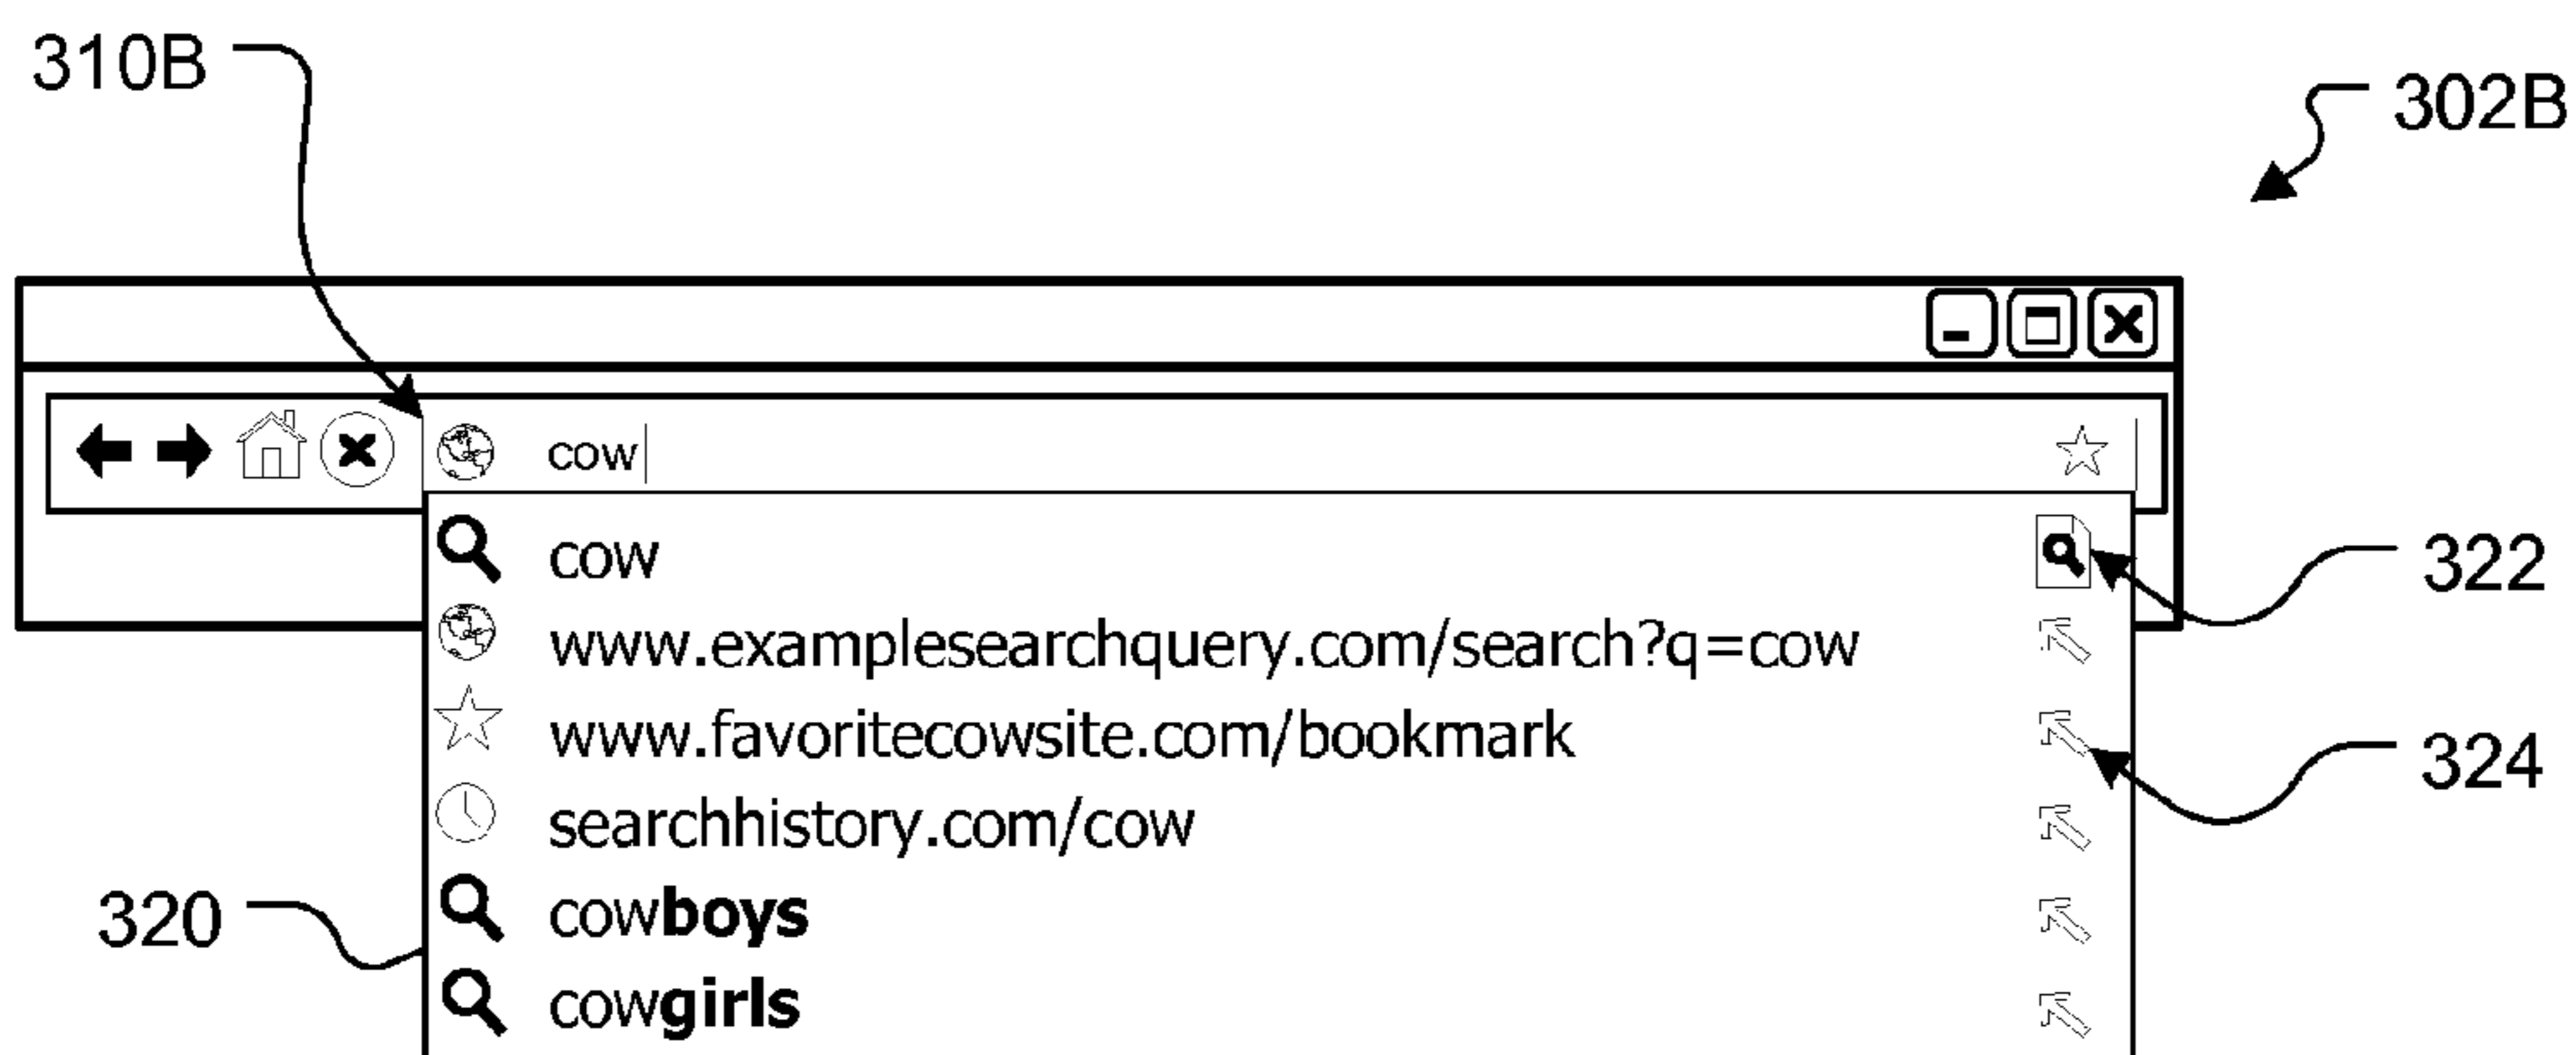 310B
302B
cow
cow
322
www.examplesearchquery.com/search?q=cow
www.favoritecowsite.com/bookmark
324
searchhistory.com/cow
320
cowboys
cowgirls